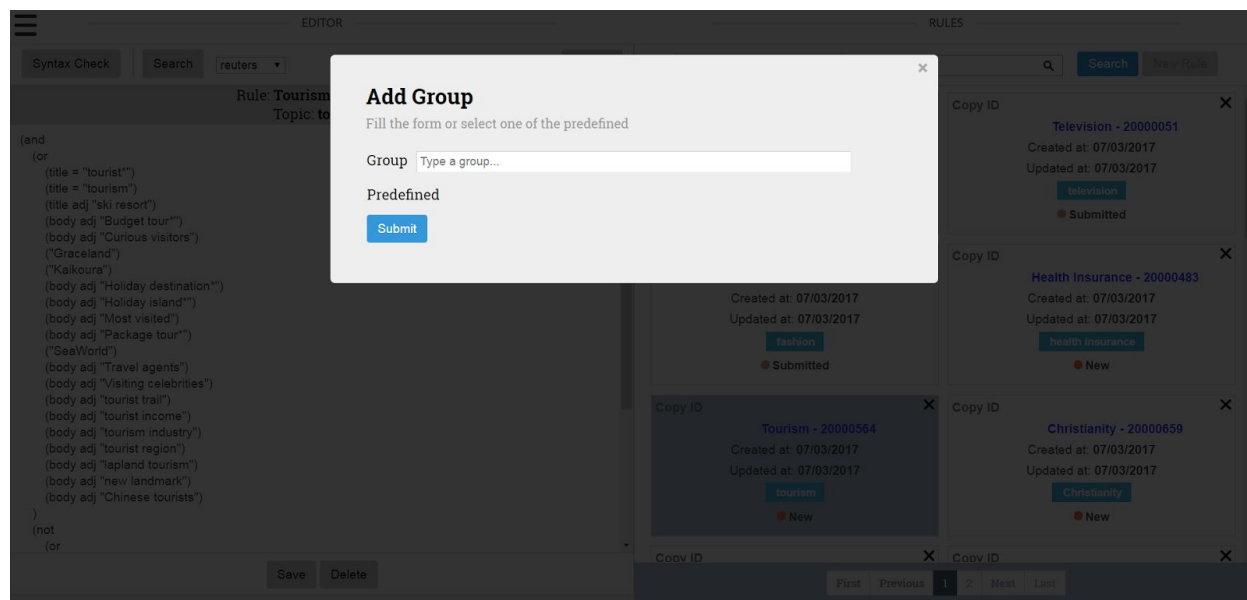 EDITOR
RULES
Syntax Check Search reuters
Search New Rule
Rule: Tourism
Topic: to
(and
(or
(title = "tourist*")
(title = "tourism")
(title adj "ski resort")
(body adj "Budget tour*")
(body adj "Curious visitors")
("Graceland")
("Kaikoura")
(body adj "Holiday destination*")
(body adj "Holiday island*")
(body adj "Most visited")
(body adj "Package tour*")
("SeaWorld")
(body adj "Travel agents")
(body adj "Visiting celebrities")
(body adj "tourist trail")
(body adj "tourist income")
(body adj "tourism industry")
(body adj "tourist region")
(body adj "lapland tourism")
(body adj "new landmark")
(body adj "Chinese tourists")
)
(not
(or
Save Delete
×
Add Group
Fill the form or select one of the predefined
Group Type a group...
Predefined
Submit
Copy ID
Television - 20000051
Created at: 07/03/2017
Updated at: 07/03/2017
television
Submitted
Created at: 07/03/2017
Updated at: 07/03/2017
fashion
Submitted
Copy ID
Health Insurance - 20000483
Created at: 07/03/2017
Updated at: 07/03/2017
health insurance
New
Copy ID
Tourism - 20000564
Created at: 07/03/2017
Updated at: 07/03/2017
tourism
New
Copy ID
Christianity - 20000659
Created at: 07/03/2017
Updated at: 07/03/2017
Christianity
New
Copy ID
Copy ID
First Previous 1 2 Next Last